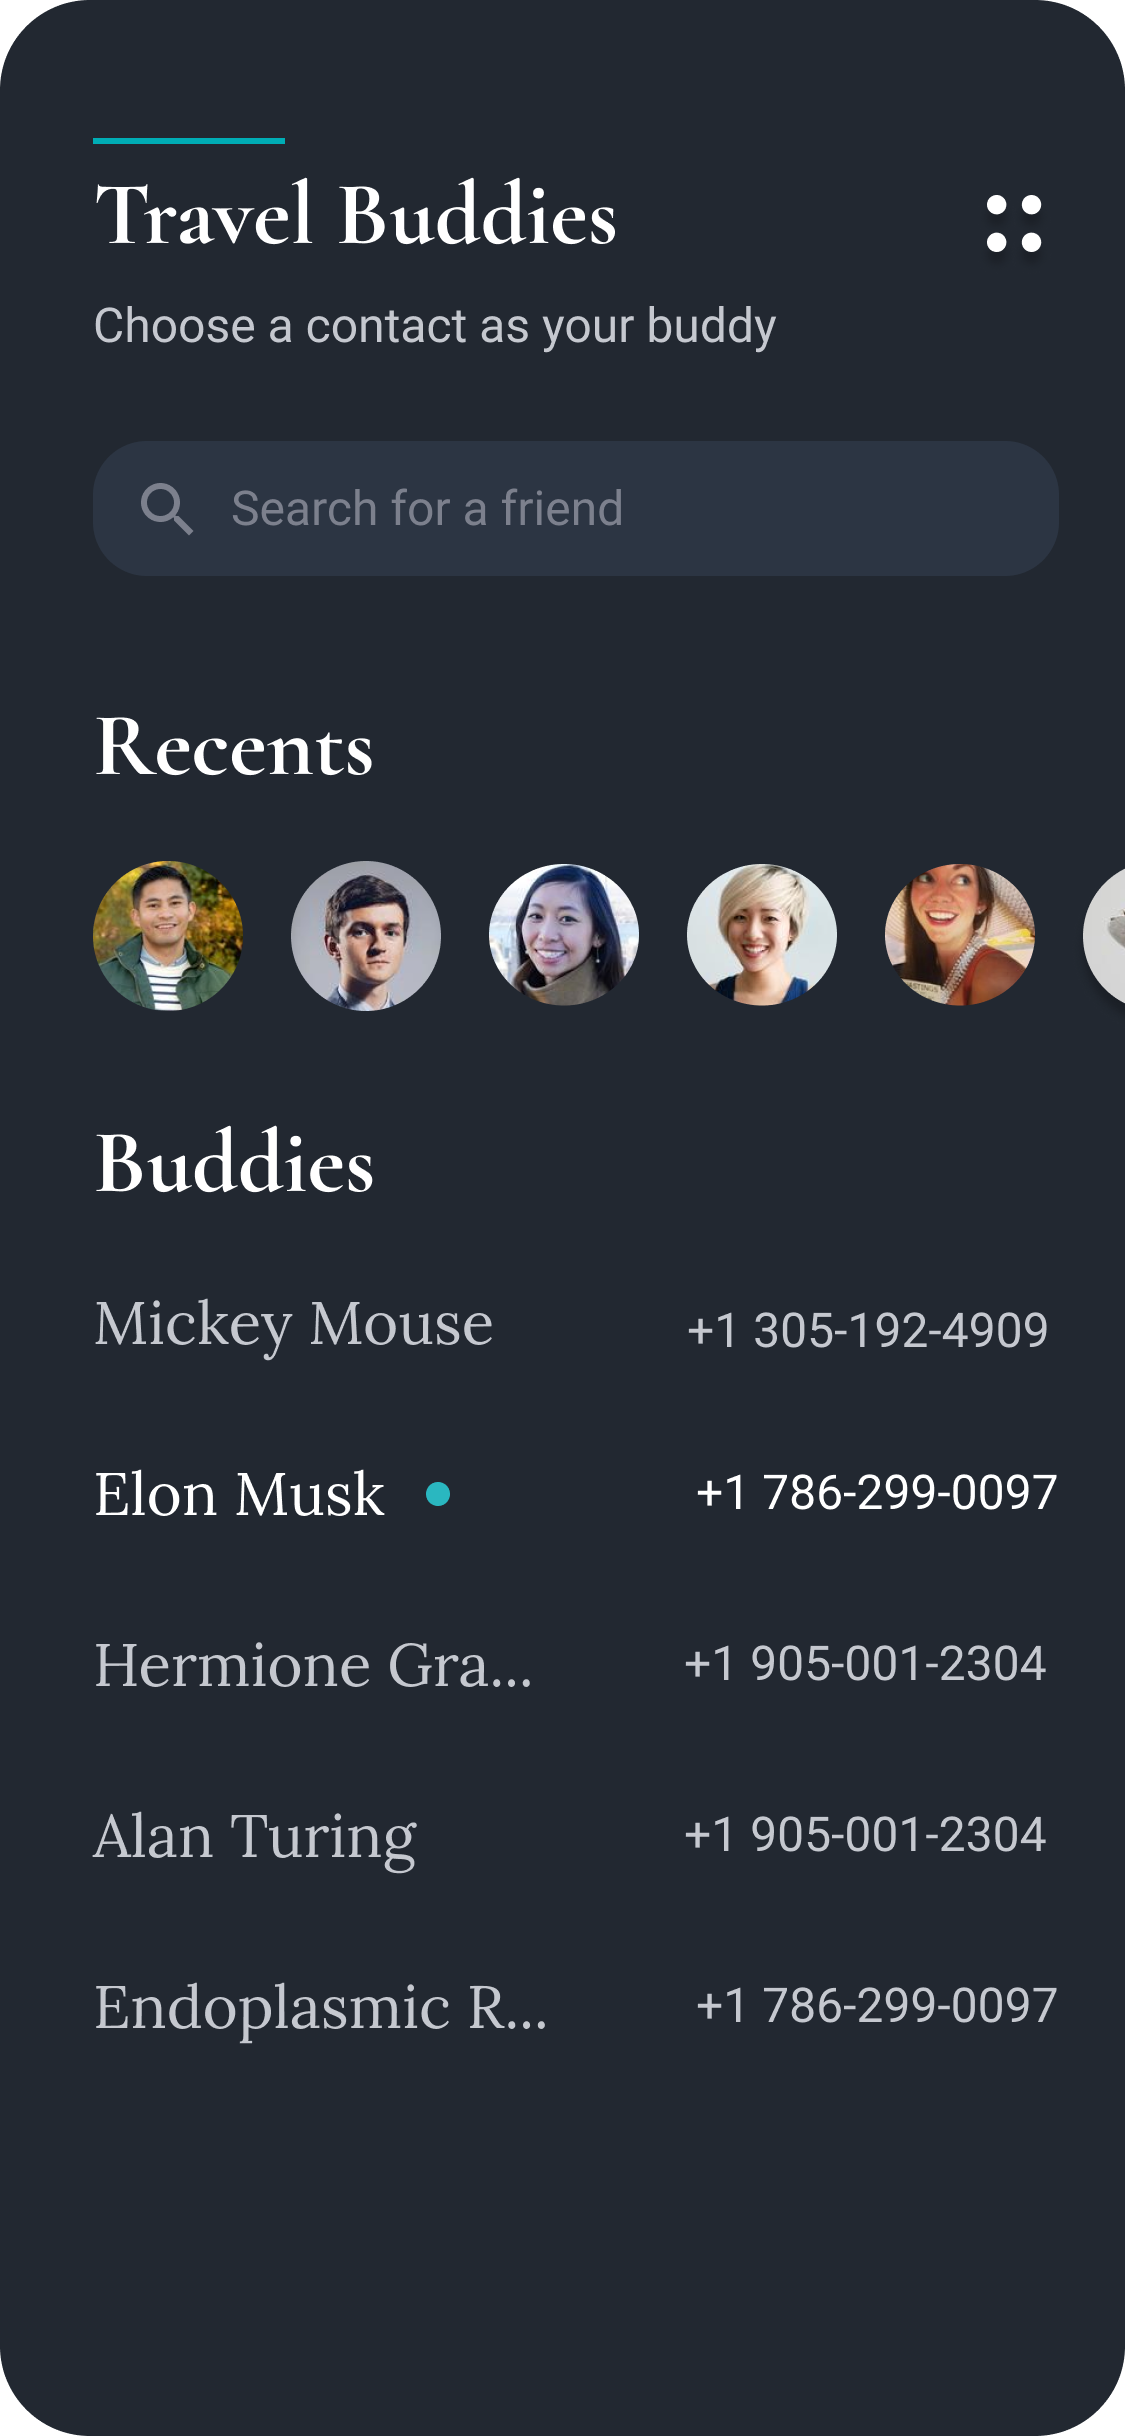 Travel Buddies
Choose a contact as your buddy
Search for a friend
Recents
Buddies
Mickey Mouse +1 305-192-4909
Elon Musk +1 786-299-0097
Hermione Gra... +1 905-001-2304
Alan Turing +1 905-001-2304
Endoplasmic R... +1 786-299-0097